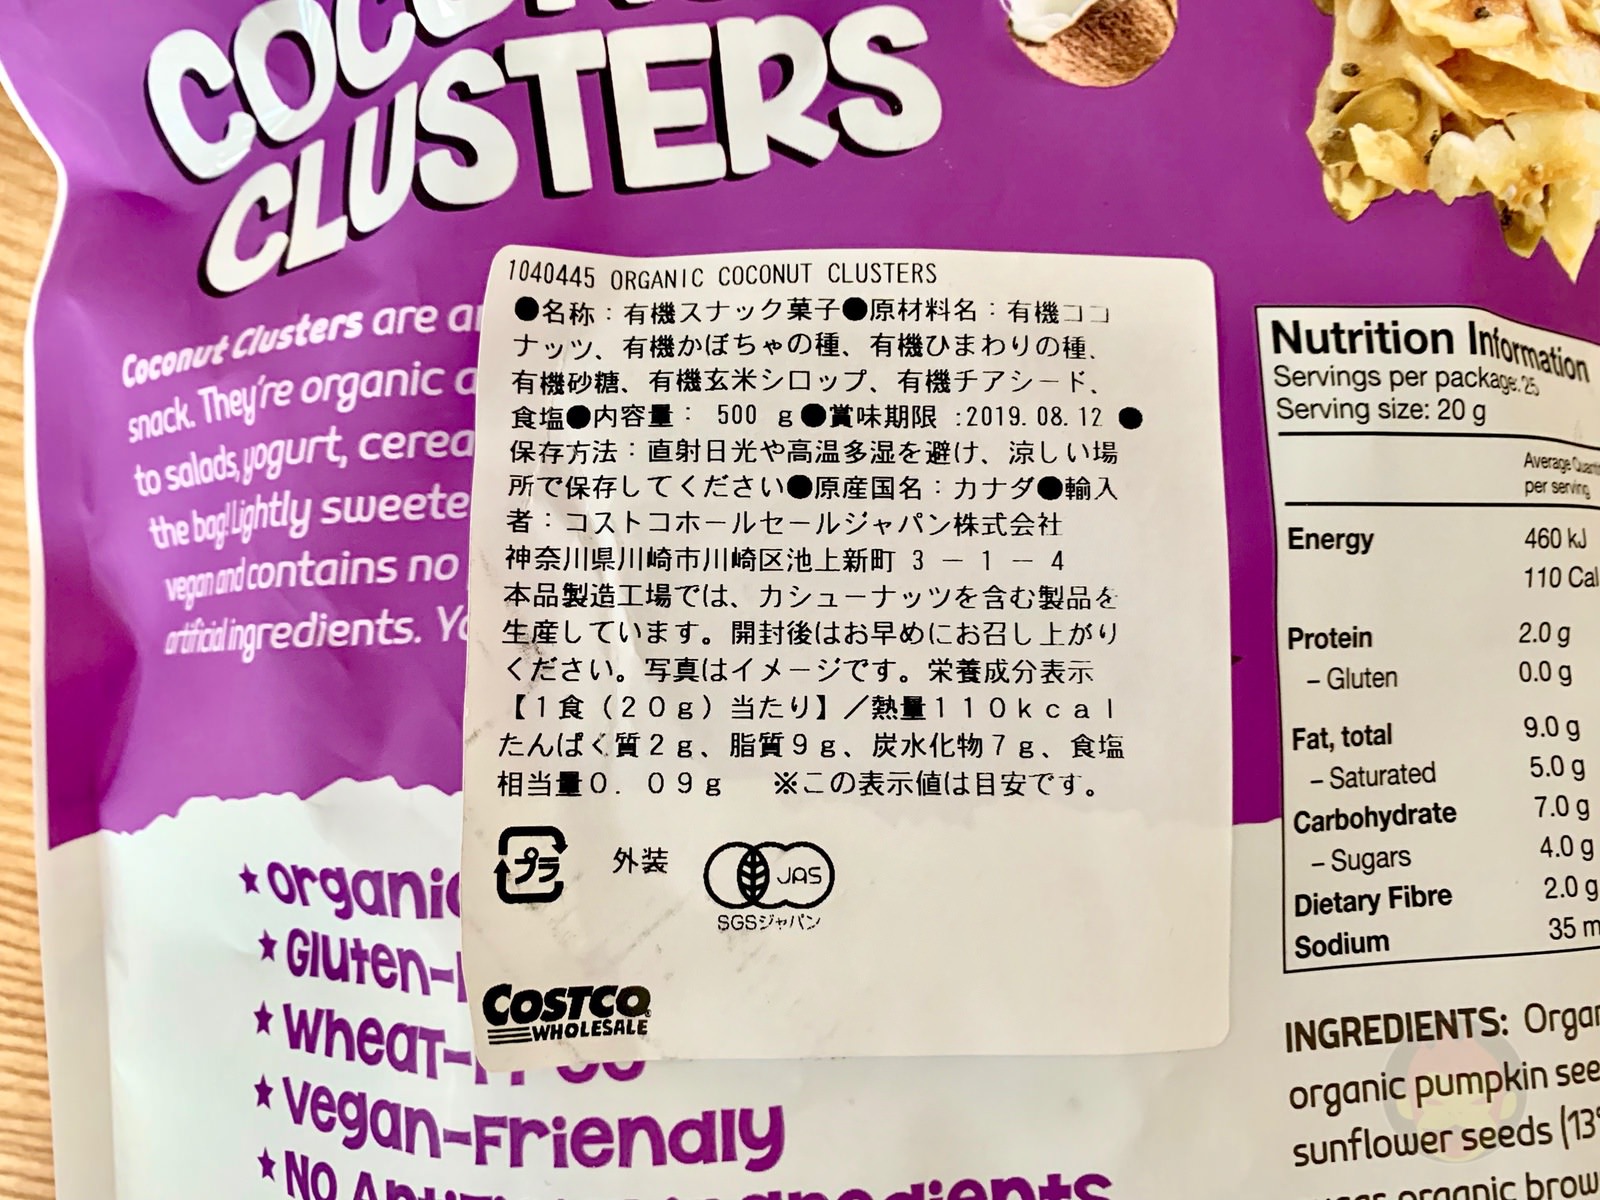 CLUSTERS
Coconut Clusters are
snack. They're organic
to salads, yogurt,
the bag! Lightly
vegan and contains no
artificial ingredients.
★
★ Gluten-
★ Wheat-
★ Vegan-Friendly
★ No
1040445 ORGANIC COCONUT CLUSTERS
●名称：有機スナック菓子●原材料名：有機ココ
ナッツ、有機かぼちゃの種、有機ひまわりの種、
有機砂糖、有機玄米シロップ、有機チアシード、
食塩●内容量： 500 g●賞味期限 :2019.08.12 ●
保存方法：直射日光や高温多湿を避け、涼しい場
所で保存してください●原産国名：カナダ●輸入
者：コストコホールセールジャパン株式会社
神奈川県川崎市川崎区池上新町 3 － 1 － 4
本品製造工場では、カシューナッツを含む製品を
生産しています。開封後はお早めにお召し上がり
ください。写真はイメージです。栄養成分表示
【1食（20g）当たり】／熱量110kcal
たんぱく質2g、脂質9g、炭水化物7g、食塩
相当量0．09g ※この表示値は目安です。
プラ 外装 JAS
SGSジャパン
COSTCO
WHOLESALE
Nutrition Information
Servings per package: 25
Serving size: 20 g
Average
per serving
Energy 460 kJ
110 Cal
Protein 2.0 g
– Gluten 0.0 g
Fat, total 9.0 g
– Saturated 5.0 g
Carbohydrate 7.0 g
– Sugars 4.0 g
Dietary Fibre 2.0 g
Sodium 35
INGREDIENTS:
organic pumpkin
sunflower seeds (13
organic